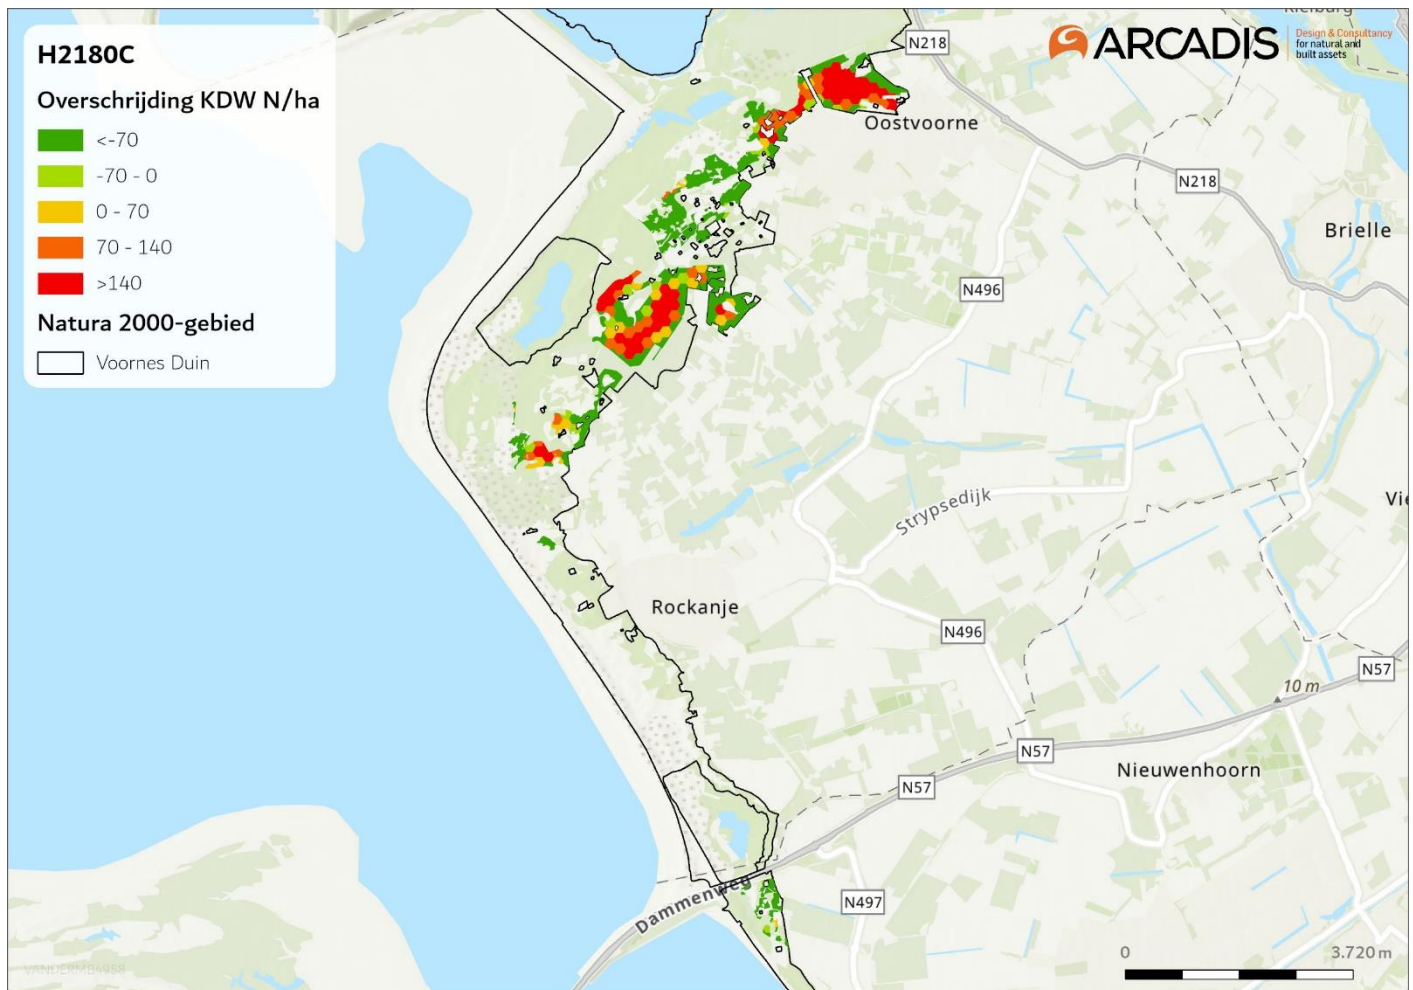 H2180C
Overschrijding KDW N/ha
<-70
-70 - 0
0 - 70
70 - 140
>140
Natura 2000-gebied
Voornes Duin
ARCADIS
Design & Consultancy
for natural and
built assets
N218
Oostvoorne
N218
Brielle
N496
Strypsedijk
Rockanje
N496
N57
10 m
N57
Nieuwenhoorn
N57
Dammenweg
N497
0
3.720 m
VANDERMB4958